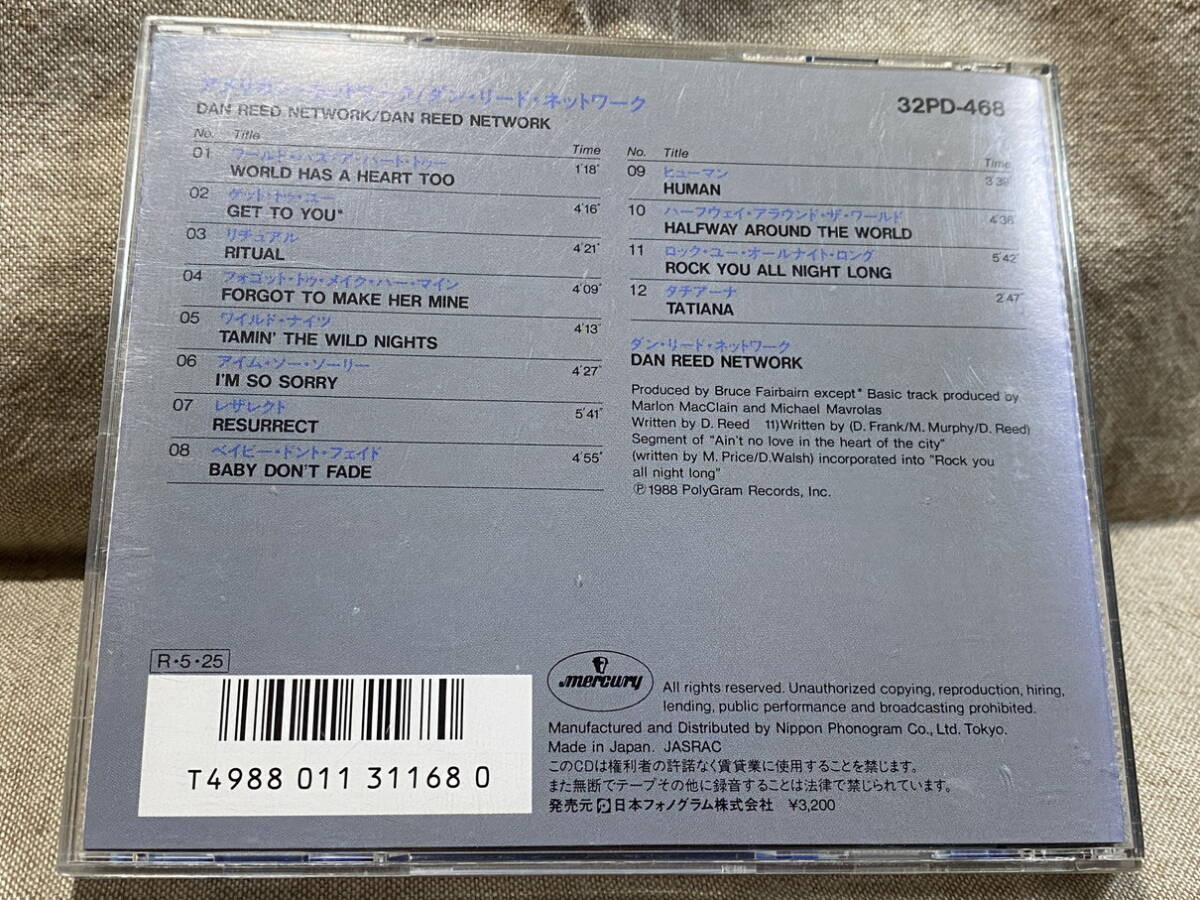 ダン・リード・ネットワーク
DAN REED NETWORK/DAN REED NETWORK
32PD-468
No. Title Time
01 ワールド・ハズ・ア・ハート・トゥー
WORLD HAS A HEART TOO 1'18"
02 ゲット・トゥ・ユー
GET TO YOU* 4'16"
03 リチュアル
RITUAL 4'21"
04 フォゴット・トゥ・メイク・ハー・マイン
FORGOT TO MAKE HER MINE 4'09"
05 ワイルド・ナイツ
TAMIN' THE WILD NIGHTS 4'13"
06 アイム・ソー・ソーリー
I'M SO SORRY 4'27"
07 レザレクト
RESURRECT 5'41"
08 ベイビー・ドント・フェイド
BABY DON'T FADE 4'55"
No. Title Time
09 ヒューマン
HUMAN
10 ハーフウェイ・アラウンド・ザ・ワールド
HALFWAY AROUND THE WORLD 4'36"
11 ロック・ユー・オールナイト・ロング
ROCK YOU ALL NIGHT LONG 5'42"
12 タチアーナ
TATIANA 2'47"
ダン・リード・ネットワーク
DAN REED NETWORK
Produced by Bruce Fairbairn except* Basic track produced by
Marlon MacClain and Michael Mavrolas
Written by D. Reed 11)Written by (D. Frank/M. Murphy/D. Reed)
Segment of "Ain't no love in the heart of the city"
(written by M. Price/D.Walsh) incorporated into "Rock you
all night long"
Ⓟ1988 PolyGram Records, Inc.
R・5・25
T4988 011 31168 0
mercury
All rights reserved. Unauthorized copying, reproduction, hiring,
lending, public performance and broadcasting prohibited.
Manufactured and Distributed by Nippon Phonogram Co., Ltd. Tokyo.
Made in Japan. JASRAC
このCDは権利者の許諾なく賃貸業に使用することを禁じます。
また無断でテープその他に録音することは法律で禁じられています。
発売元 日本フォノグラム株式会社 ¥3,200